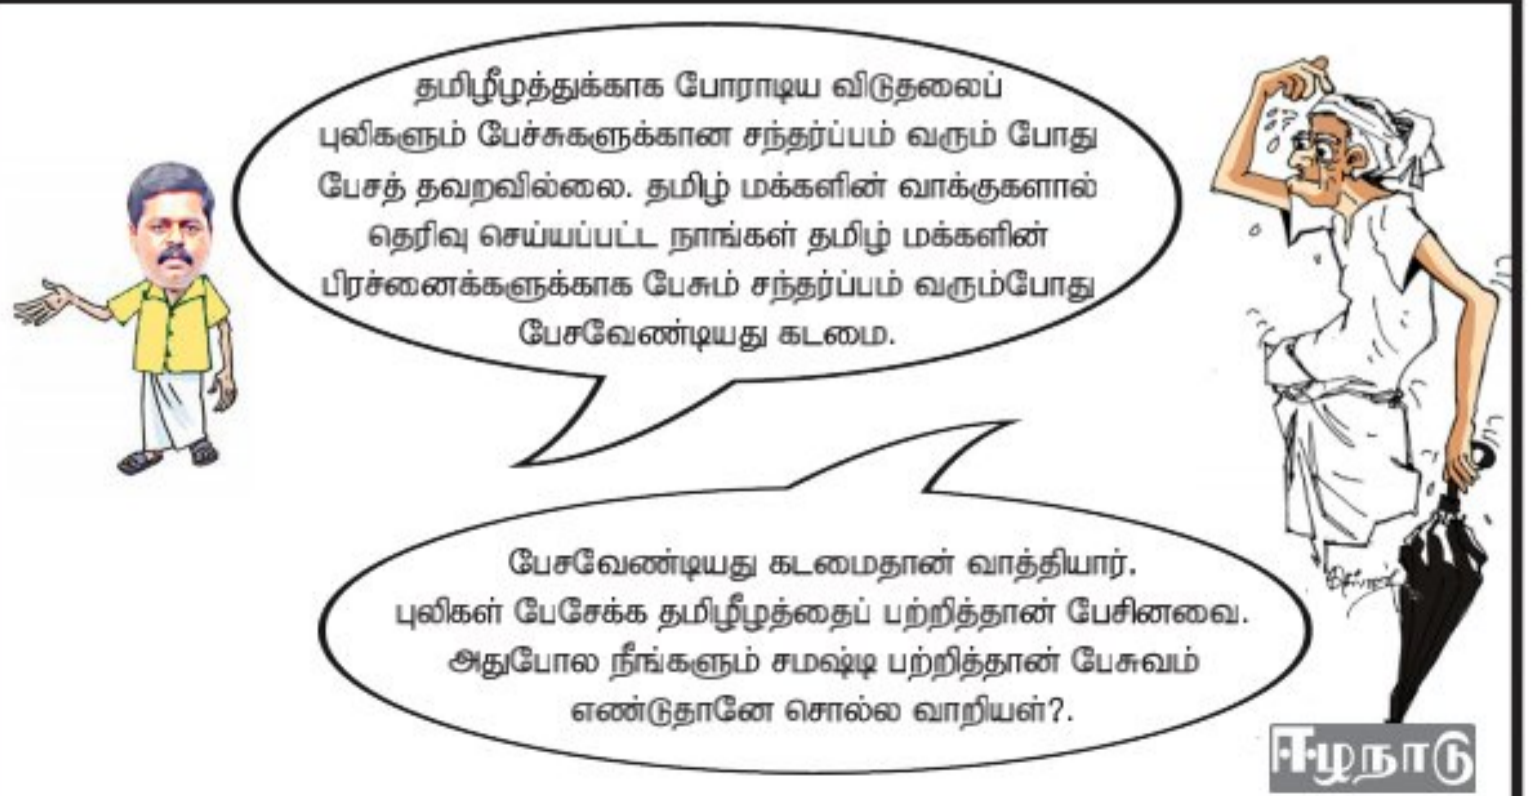 தமிழீழத்துக்காக போராடிய விடுதலைப்
புலிகளும் பேச்சுகளுக்கான சந்தர்ப்பம் வரும் போது
பேசத் தவறவில்லை. தமிழ் மக்களின் வாக்குகளால்
தெரிவு செய்யப்பட்ட நாங்கள் தமிழ் மக்களின்
பிரச்னைக்களுக்காக பேசும் சந்தர்ப்பம் வரும்போது
பேசவேண்டியது கடமை.
பேசவேண்டியது கடமைதான் வாத்தியார்.
புலிகள் பேசேக்க தமிழீழத்தைப் பற்றித்தான் பேசினவை.
அதுபோல நீங்களும் சமஷ்டி பற்றித்தான் பேசுவம்
எண்டுதானே சொல்ல வாறியள்?.
ஈழநாடு